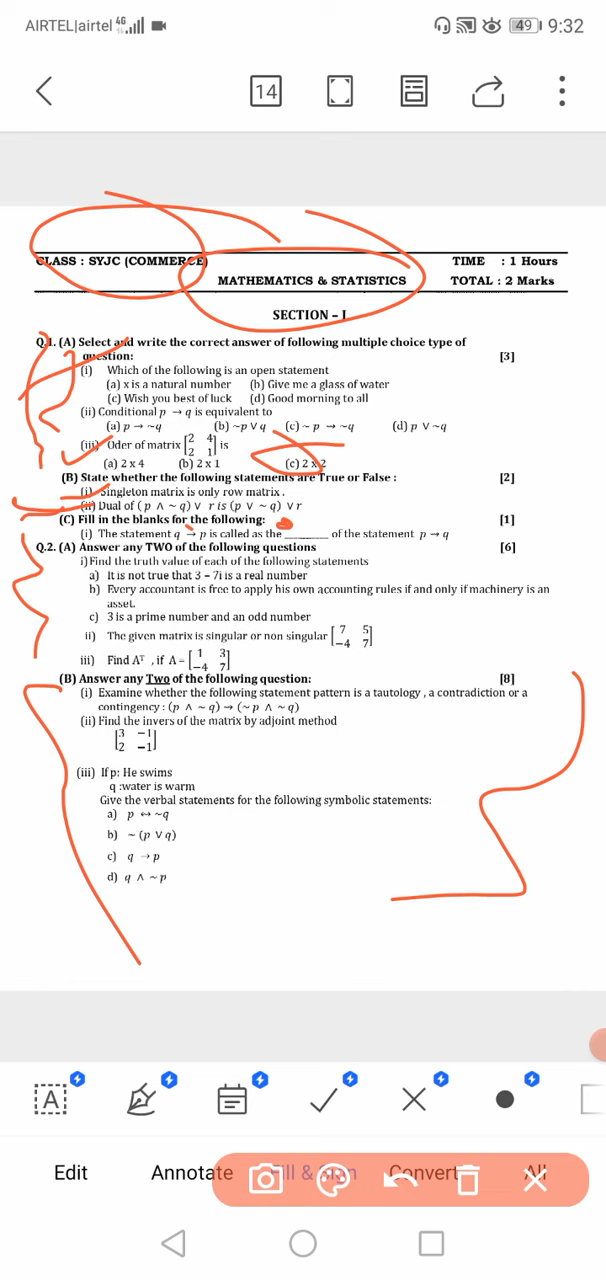 AIRTEL|airtel 4G 49 9:32
14
CLASS : SYJC (COMMERCE) TIME : 1 Hours
MATHEMATICS & STATISTICS TOTAL : 2 Marks
SECTION – I
Q.1. (A) Select and write the correct answer of following multiple choice type of
question: [3]
(i) Which of the following is an open statement
(a) x is a natural number (b) Give me a glass of water
(c) Wish you best of luck (d) Good morning to all
(ii) Conditional p → q is equivalent to
(a) p → ~q (b) ~p ∨ q (c) ~ p → ~q (d) p ∨ ~q
(iii) Oder of matrix [2 4
2 1] is
(a) 2 x 4 (b) 2 x 1 (c) 2 x 2
(B) State whether the following statements are True or False : [2]
(i) Singleton matrix is only row matrix .
(ii) Dual of (p ∧ ~ q) ∨ r is (p ∨ ~ q) ∨ r
(C) Fill in the blanks for the following: [1]
(i) The statement q → p is called as the ________ of the statement p → q
Q.2. (A) Answer any TWO of the following questions [6]
i)Find the truth value of each of the following statements
a) It is not true that 3 – 7i is a real number
b) Every accountant is free to apply his own accounting rules if and only if machinery is an
asset.
c) 3 is a prime number and an odd number
ii) The given matrix is singular or non singular [7 5
−4 7]
iii) Find Aᵀ , if A = [1 3
−4 7]
(B) Answer any Two of the following question: [8]
(i) Examine whether the following statement pattern is a tautology , a contradiction or a
contingency : (p ∧ ~ q) → (~ p ∧ ~ q)
(ii) Find the invers of the matrix by adjoint method
[3 −1
2 −1]
(iii) If p: He swims
q :water is warm
Give the verbal statements for the following symbolic statements:
a) p ↔ ~q
b) ~ (p ∨ q)
c) q → p
d) q ∧ ~ p
A
Edit Annotate Fill & Sign Convert All